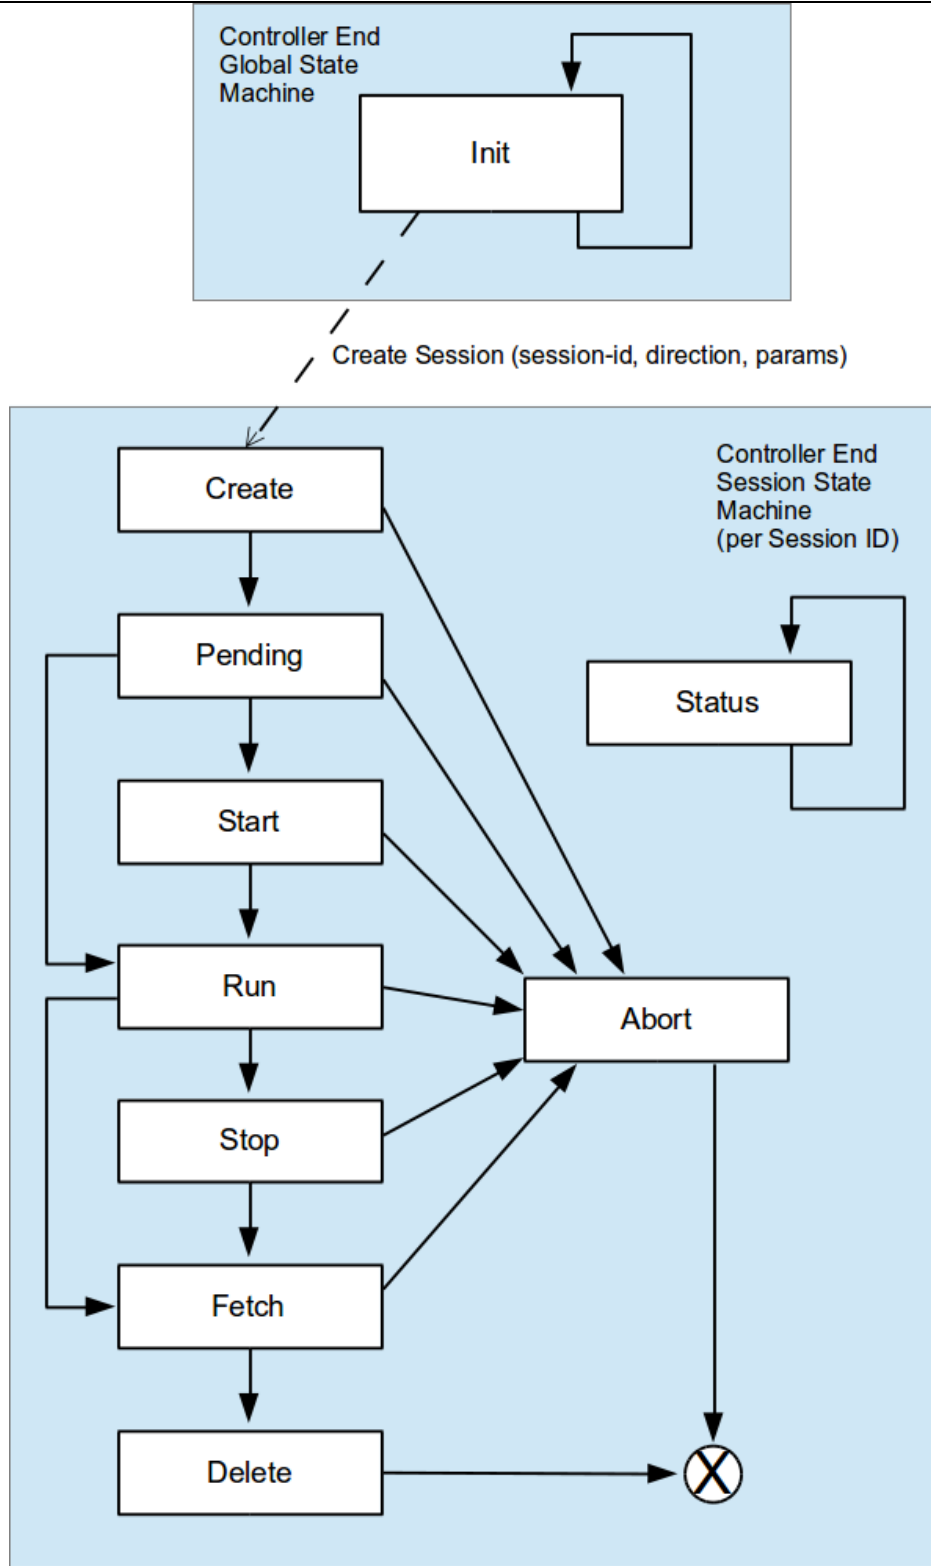 Controller End
Global State
Machine
Init
Create Session (session-id, direction, params)
Controller End
Session State
Machine
(per Session ID)
Create
Pending
Status
Start
Run
Abort
Stop
Fetch
Delete
X